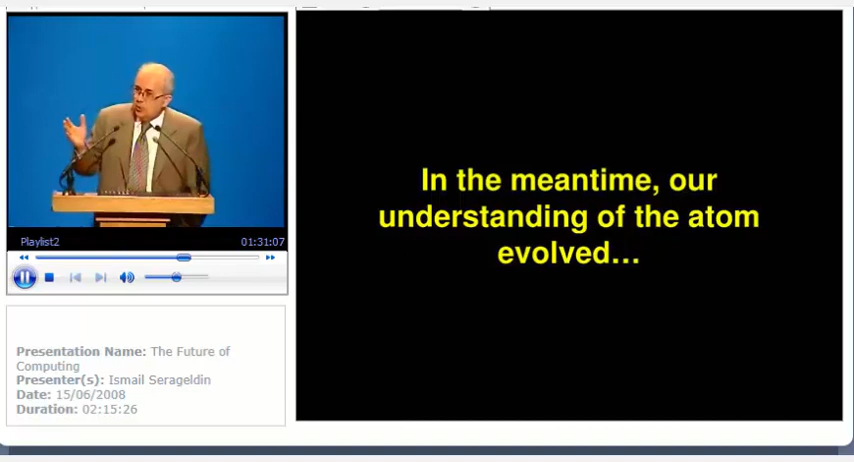 Playlist2 01:31:07
Presentation Name: The Future of
Computing
Presenter(s): Ismail Serageldin
Date: 15/06/2008
Duration: 02:15:26
In the meantime, our
understanding of the atom
evolved...